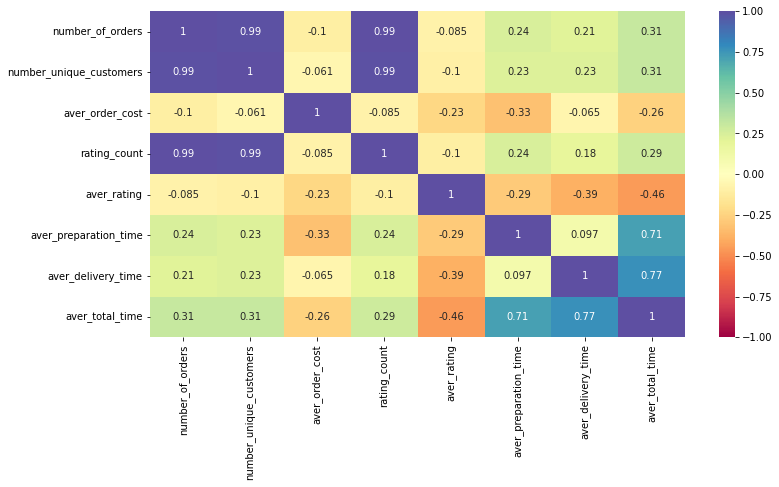 number_of_orders 1 0.99 -0.1 0.99 -0.085 0.24 0.21 0.31
number_unique_customers 0.99 1 -0.061 0.99 -0.1 0.23 0.23 0.31
aver_order_cost -0.1 -0.061 1 -0.085 -0.23 -0.33 -0.065 -0.26
rating_count 0.99 0.99 -0.085 1 -0.1 0.24 0.18 0.29
aver_rating -0.085 -0.1 -0.23 -0.1 1 -0.29 -0.39 -0.46
aver_preparation_time 0.24 0.23 -0.33 0.24 -0.29 1 0.097 0.71
aver_delivery_time 0.21 0.23 -0.065 0.18 -0.39 0.097 1 0.77
aver_total_time 0.31 0.31 -0.26 0.29 -0.46 0.71 0.77 1
number_of_orders
number_unique_customers
aver_order_cost
rating_count
aver_rating
aver_preparation_time
aver_delivery_time
aver_total_time
1.00
0.75
0.50
0.25
0.00
-0.25
-0.50
-0.75
-1.00